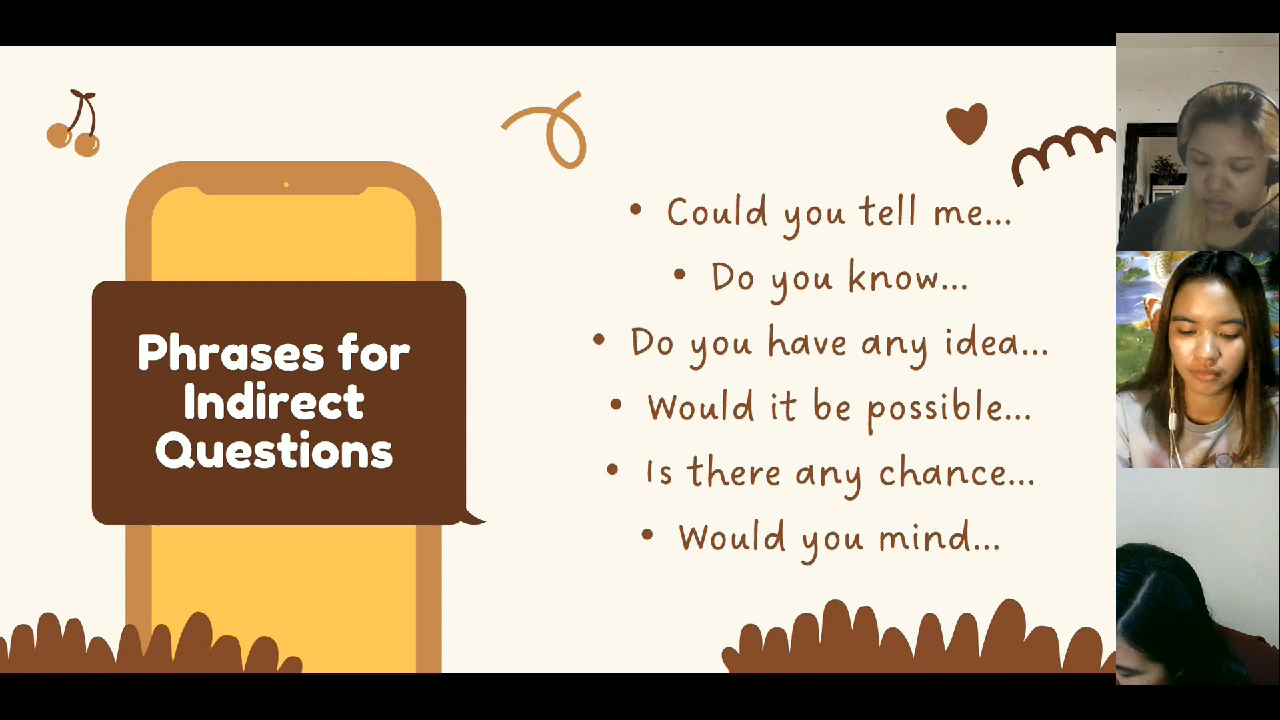 Phrases for
Indirect
Questions
• Could you tell me...
• Do you know...
• Do you have any idea...
• Would it be possible...
• Is there any chance...
• Would you mind...